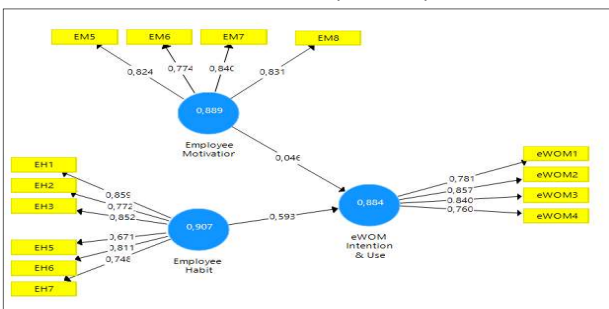 EM5
EM6
EM7
EM8
0,824
0,774
0,840
0,831
0,889
Employee
Motivation
0,046
EH1
EH2
EH3
EH5
EH6
EH7
0,859
0,772
0,852
0,671
0,811
0,748
0,907
Employee
Habit
0,593
0,884
eWOM
Intention
& Use
0,781
0,857
0,840
0,760
eWOM1
eWOM2
eWOM3
eWOM4